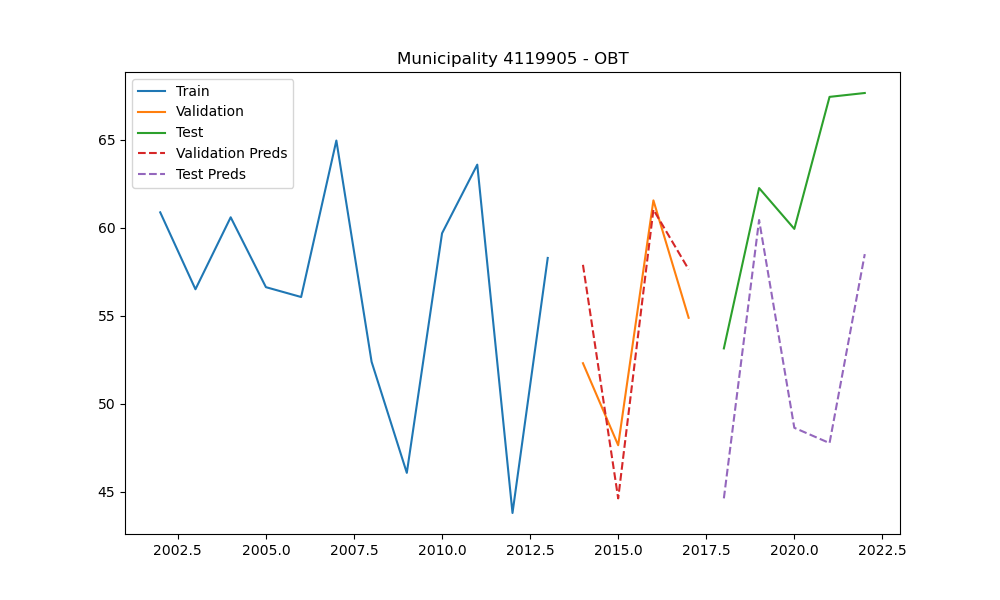 Municipality 4119905 - OBT
Train
Validation
Test
Validation Preds
Test Preds
65
60
55
50
45
2002.5 2005.0 2007.5 2010.0 2012.5 2015.0 2017.5 2020.0 2022.5